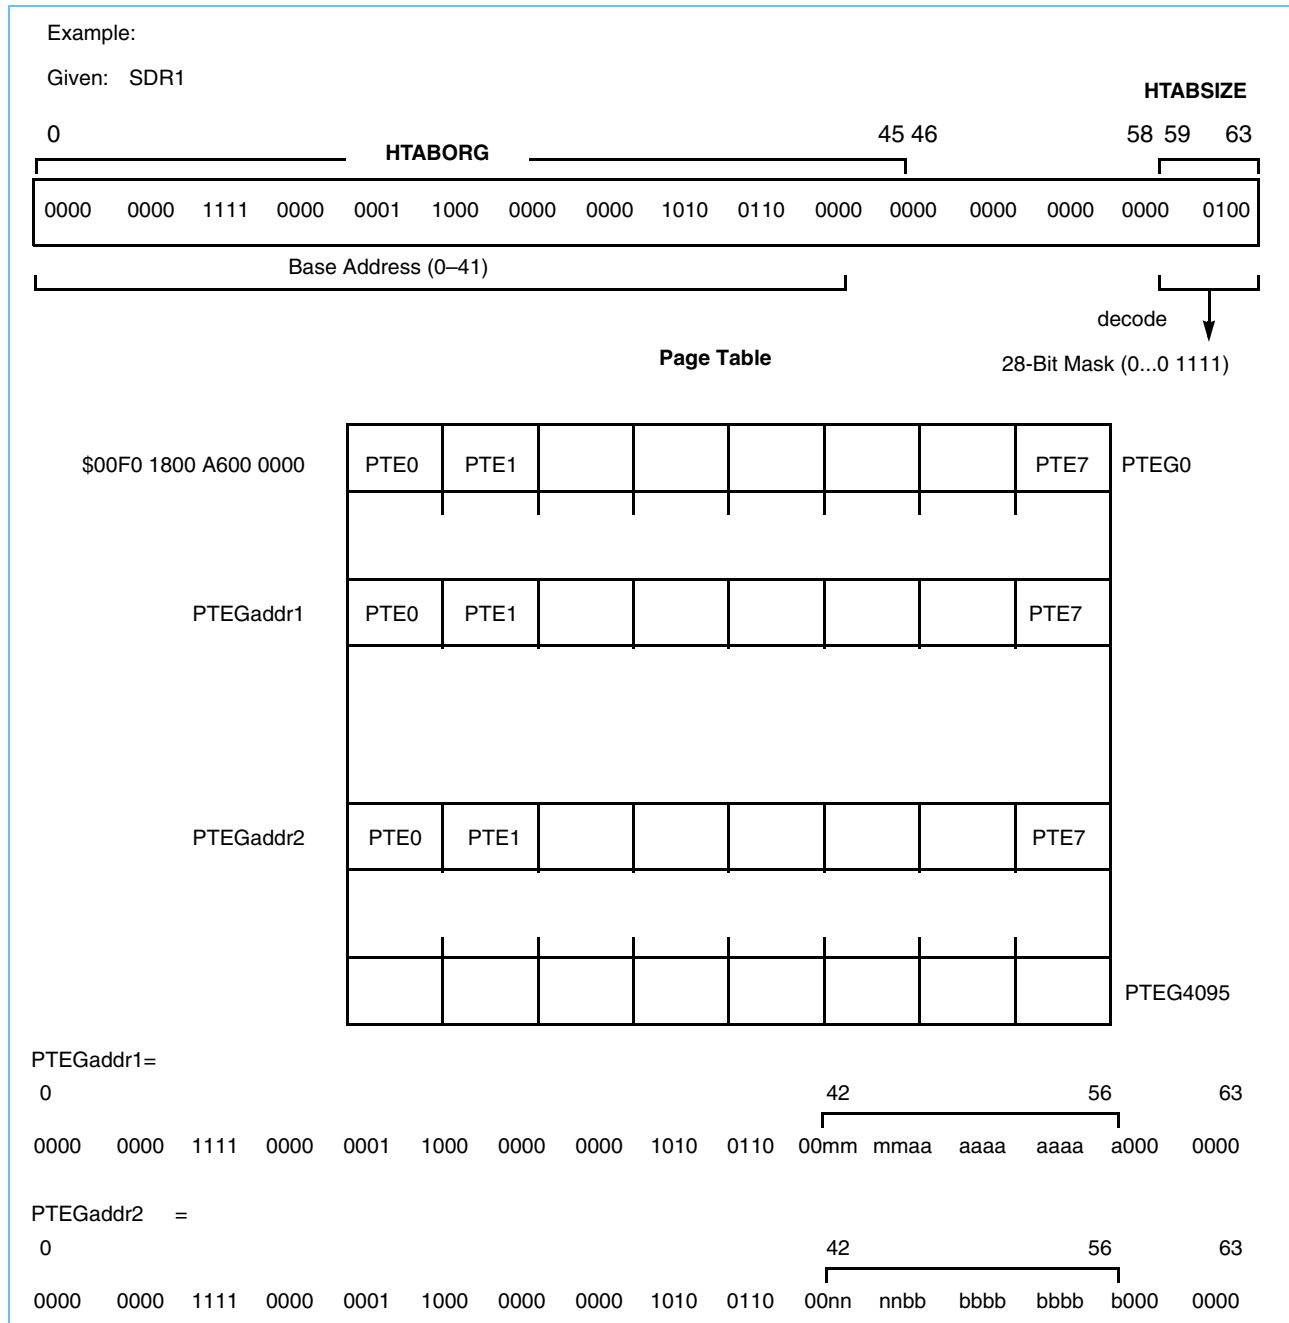 Example:
Given: SDR1
HTABSIZE
0 45 46 58 59 63
HTABORG
0000 0000 1111 0000 0001 1000 0000 0000 1010 0110 0000 0000 0000 0000 0000 0100
Base Address (0–41)
decode
Page Table
28-Bit Mask (0...0 1111)
$00F0 1800 A600 0000 PTE0 PTE1 PTE7 PTEG0
PTEGaddr1 PTE0 PTE1 PTE7
PTEGaddr2 PTE0 PTE1 PTE7
PTEG4095
PTEGaddr1=
0 42 56 63
0000 0000 1111 0000 0001 1000 0000 0000 1010 0110 00mm mmaa aaaa aaaa a000 0000
PTEGaddr2 =
0 42 56 63
0000 0000 1111 0000 0001 1000 0000 0000 1010 0110 00nn nnbb bbbb bbbb b000 0000